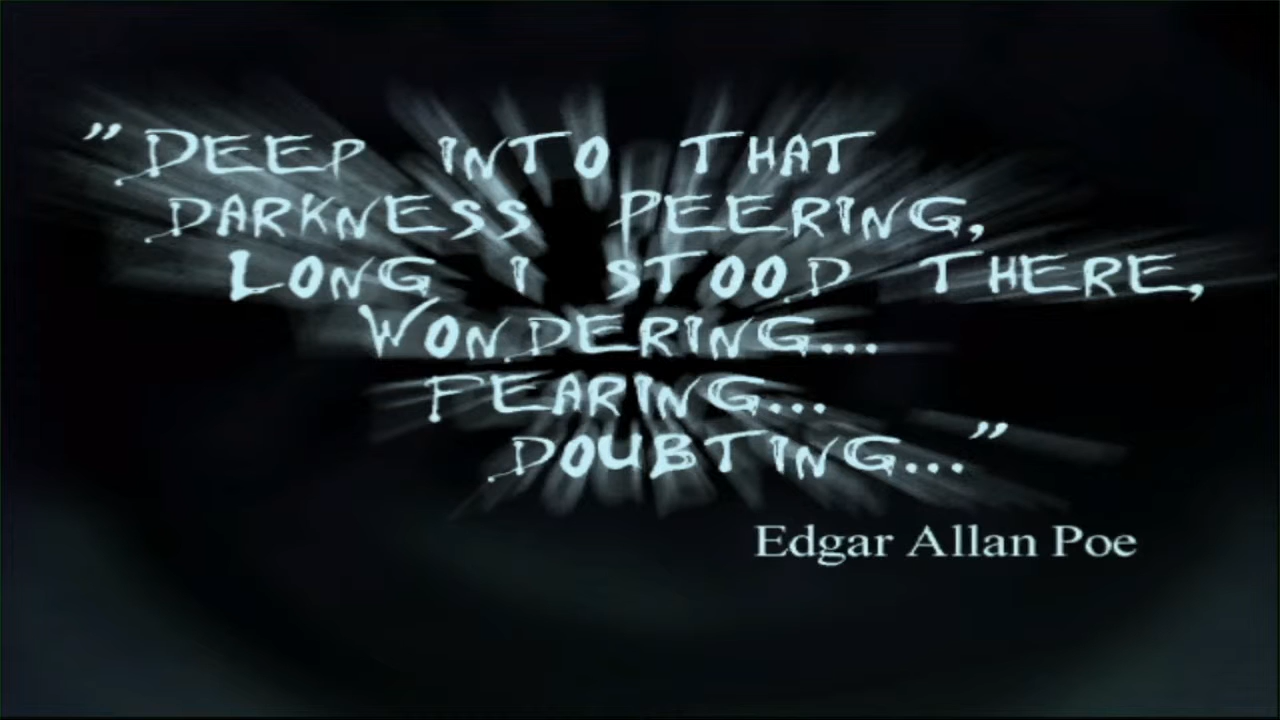 ”DEEP INTO THAT
DARKNESS PEERING,
LONG I STOOD THERE,
WONDERING...
FEARING...
DOUBTING...”
Edgar Allan Poe